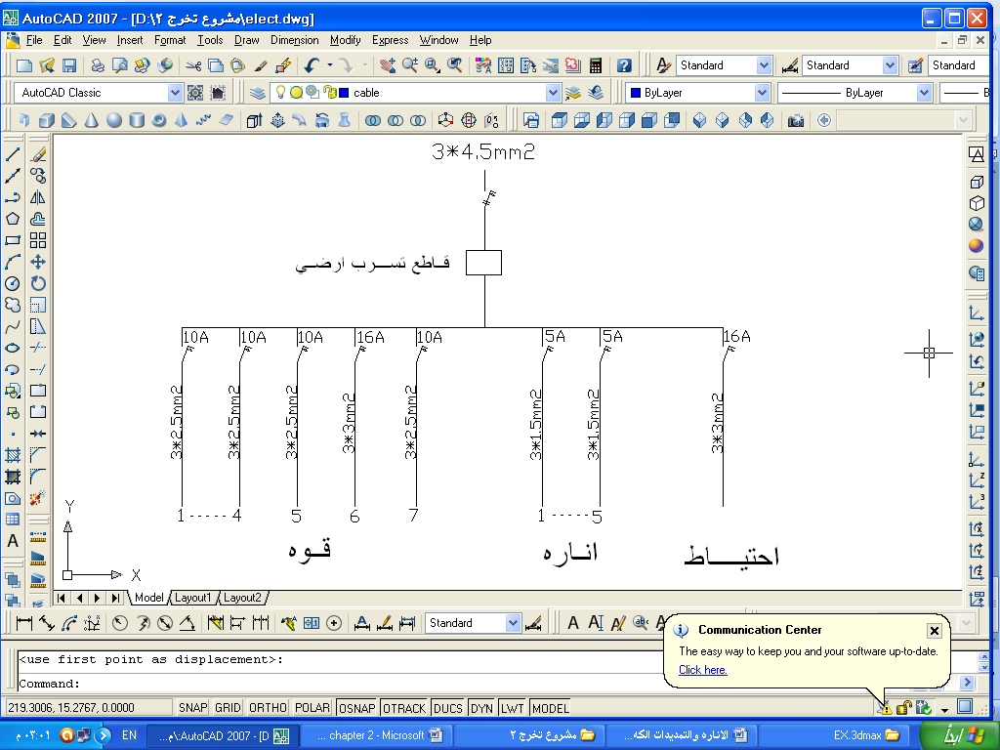 AutoCAD 2007 - [D:\مشروع تخرج ٢\elect.dwg]
File Edit View Insert Format Tools Draw Dimension Modify Express Window Help
Standard Standard Standard
AutoCAD Classic cable ByLayer ByLayer
3*4.5mm2
قاطع تسرب ارضي
10A 10A 10A 16A 10A 5A 5A 16A
3*2.5mm2 3*2.5mm2 3*2.5mm2 3*3mm2 3*2.5mm2 3*1.5mm2 3*1.5mm2 3*3mm2
1 ----- 4 5 6 7 1 ----- 5
قوه اناره احتياط
Y
X
Model Layout1 Layout2
Standard
Communication Center
The easy way to keep you and your software up-to-date.
Click here.
<use first point as displacement>:
Command:
219.3006, 15.2767, 0.0000 SNAP GRID ORTHO POLAR OSNAP OTRACK DUCS DYN LWT MODEL
٠٣:٠١ م EN ...م\:AutoCAD 2007 - [D ... chapter 2 - Microsoft مشروع تخرج ٢ الاناره والتمديدات الكه... EX.3dmax ابدأ